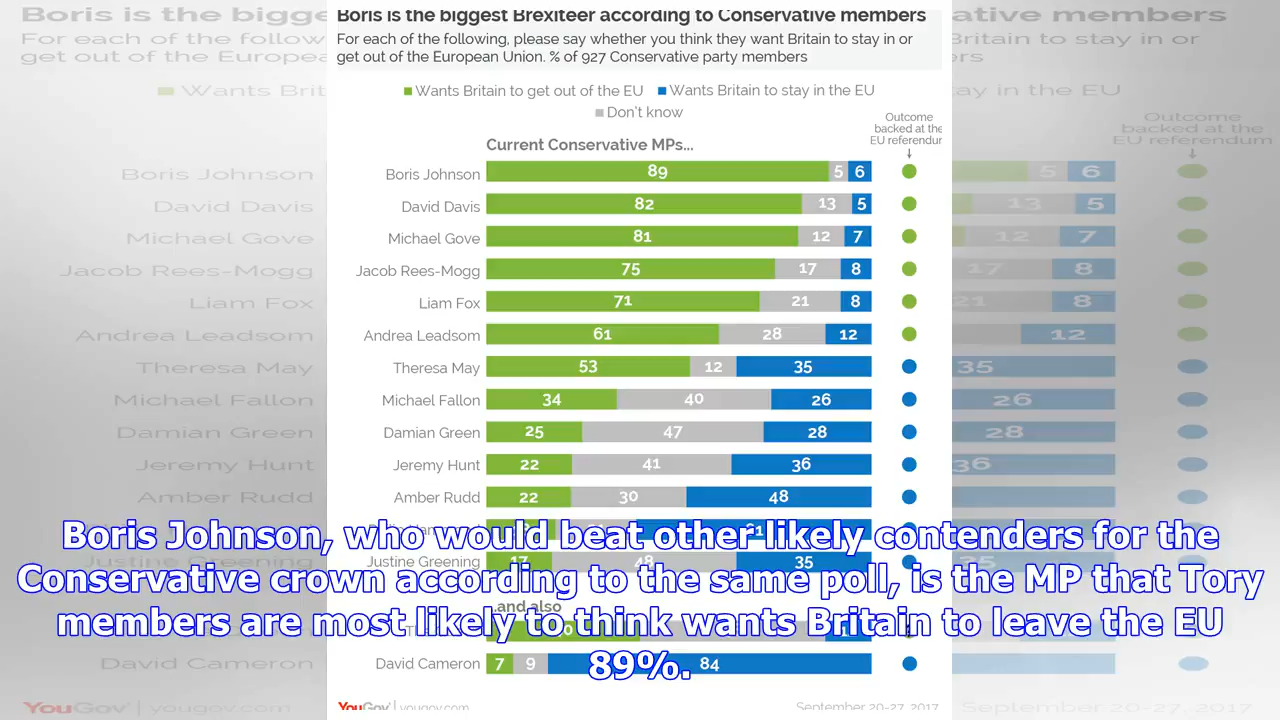 Boris is the biggest Brexiteer according to Conservative members
For each of the following, please say whether you think they want Britain to stay in or
get out of the European Union. % of 927 Conservative party members
Wants Britain to get out of the EU Wants Britain to stay in the EU
Don't know
Outcome
backed at the
EU referendum
Current Conservative MPs...
Boris Johnson 89 5 6
David Davis 82 13 5
Michael Gove 81 12 7
Jacob Rees-Mogg 75 17 8
Liam Fox 71 21 8
Andrea Leadsom 61 28 12
Theresa May 53 12 35
Michael Fallon 34 40 26
Damian Green 25 47 28
Jeremy Hunt 22 41 36
Amber Rudd 22 30 48
Justine Greening 17 48 35
...and also
David Cameron 7 9 84
YouGov | yougov.com September 20-27, 2017
Boris Johnson, who would beat other likely contenders for the
Conservative crown according to the same poll, is the MP that Tory
members are most likely to think wants Britain to leave the EU
89%.